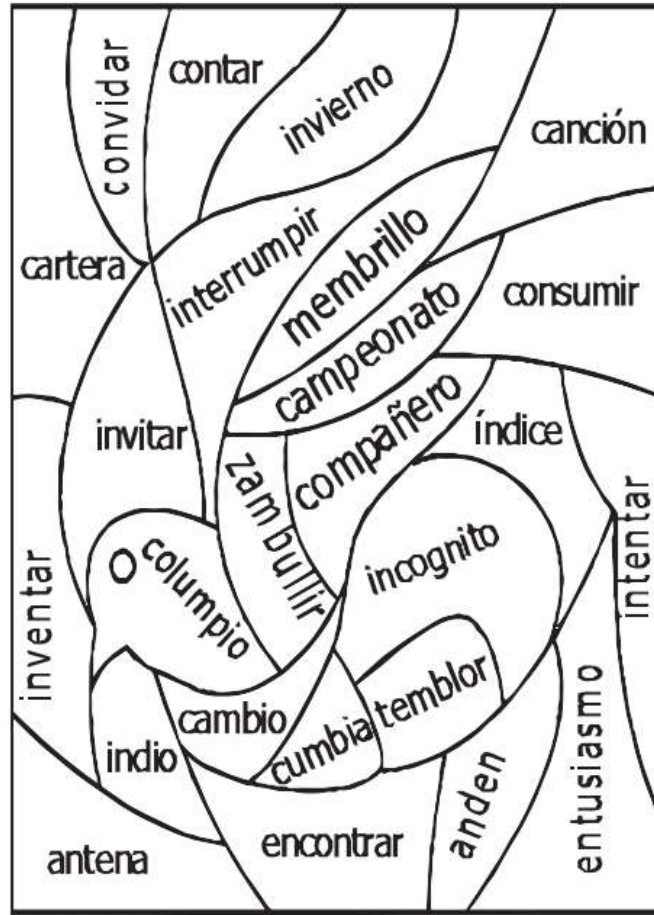 convidar
contar
invierno
canción
cartera
interrumpir
membrillo
consumir
campeonato
invitar
zambullir
compañero
índice
columpio
incognito
intentar
inventar
cambio
cumbia
temblor
indio
anden
entusiasmo
antena
encontrar